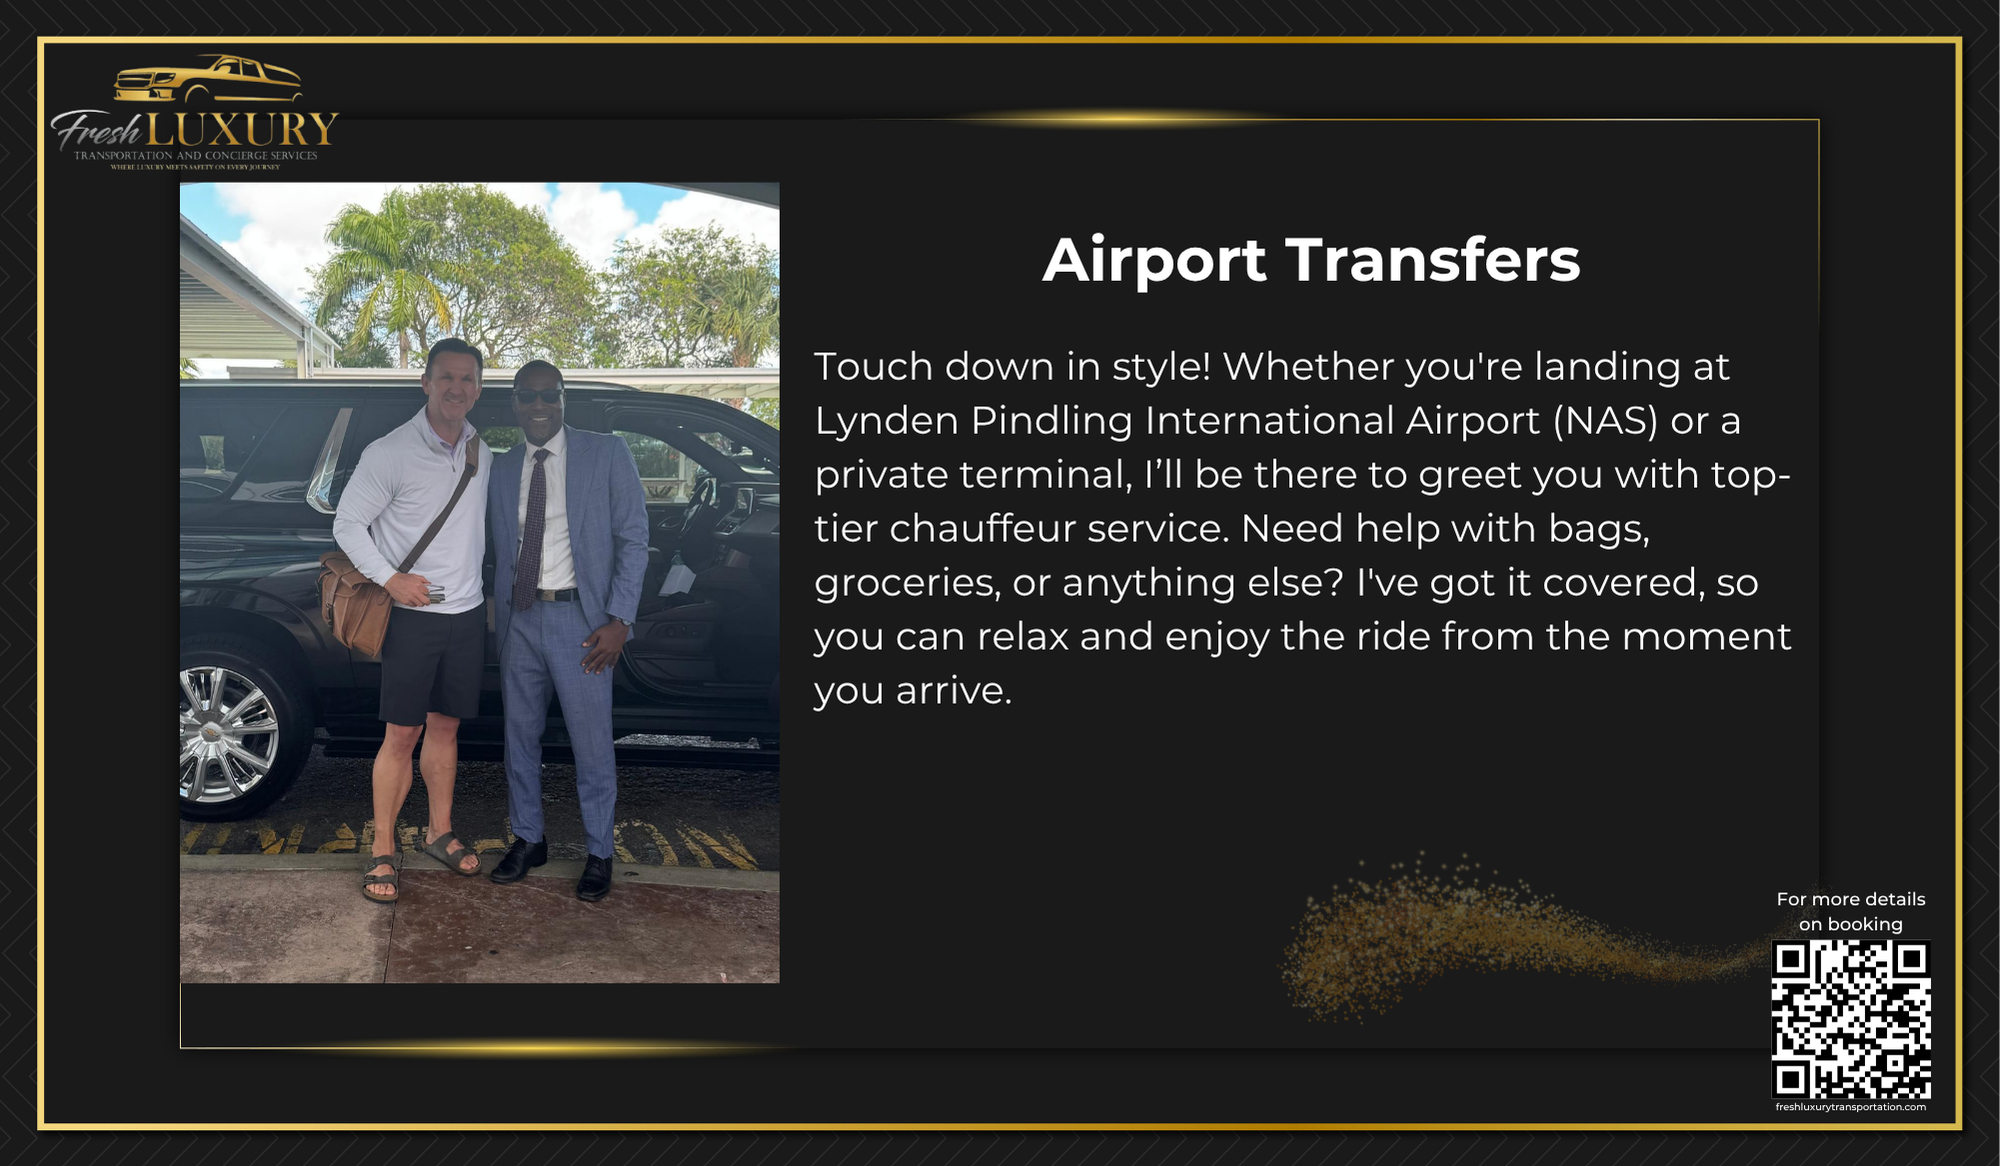 Fresh LUXURY
TRANSPORTATION AND CONCIERGE SERVICES
WHERE LUXURY MEETS SAFETY ON EVERY JOURNEY
Airport Transfers
Touch down in style! Whether you're landing at
Lynden Pindling International Airport (NAS) or a
private terminal, I’ll be there to greet you with top-
tier chauffeur service. Need help with bags,
groceries, or anything else? I've got it covered, so
you can relax and enjoy the ride from the moment
you arrive.
NO PARKING
For more details
on booking
freshluxurytransportation.com